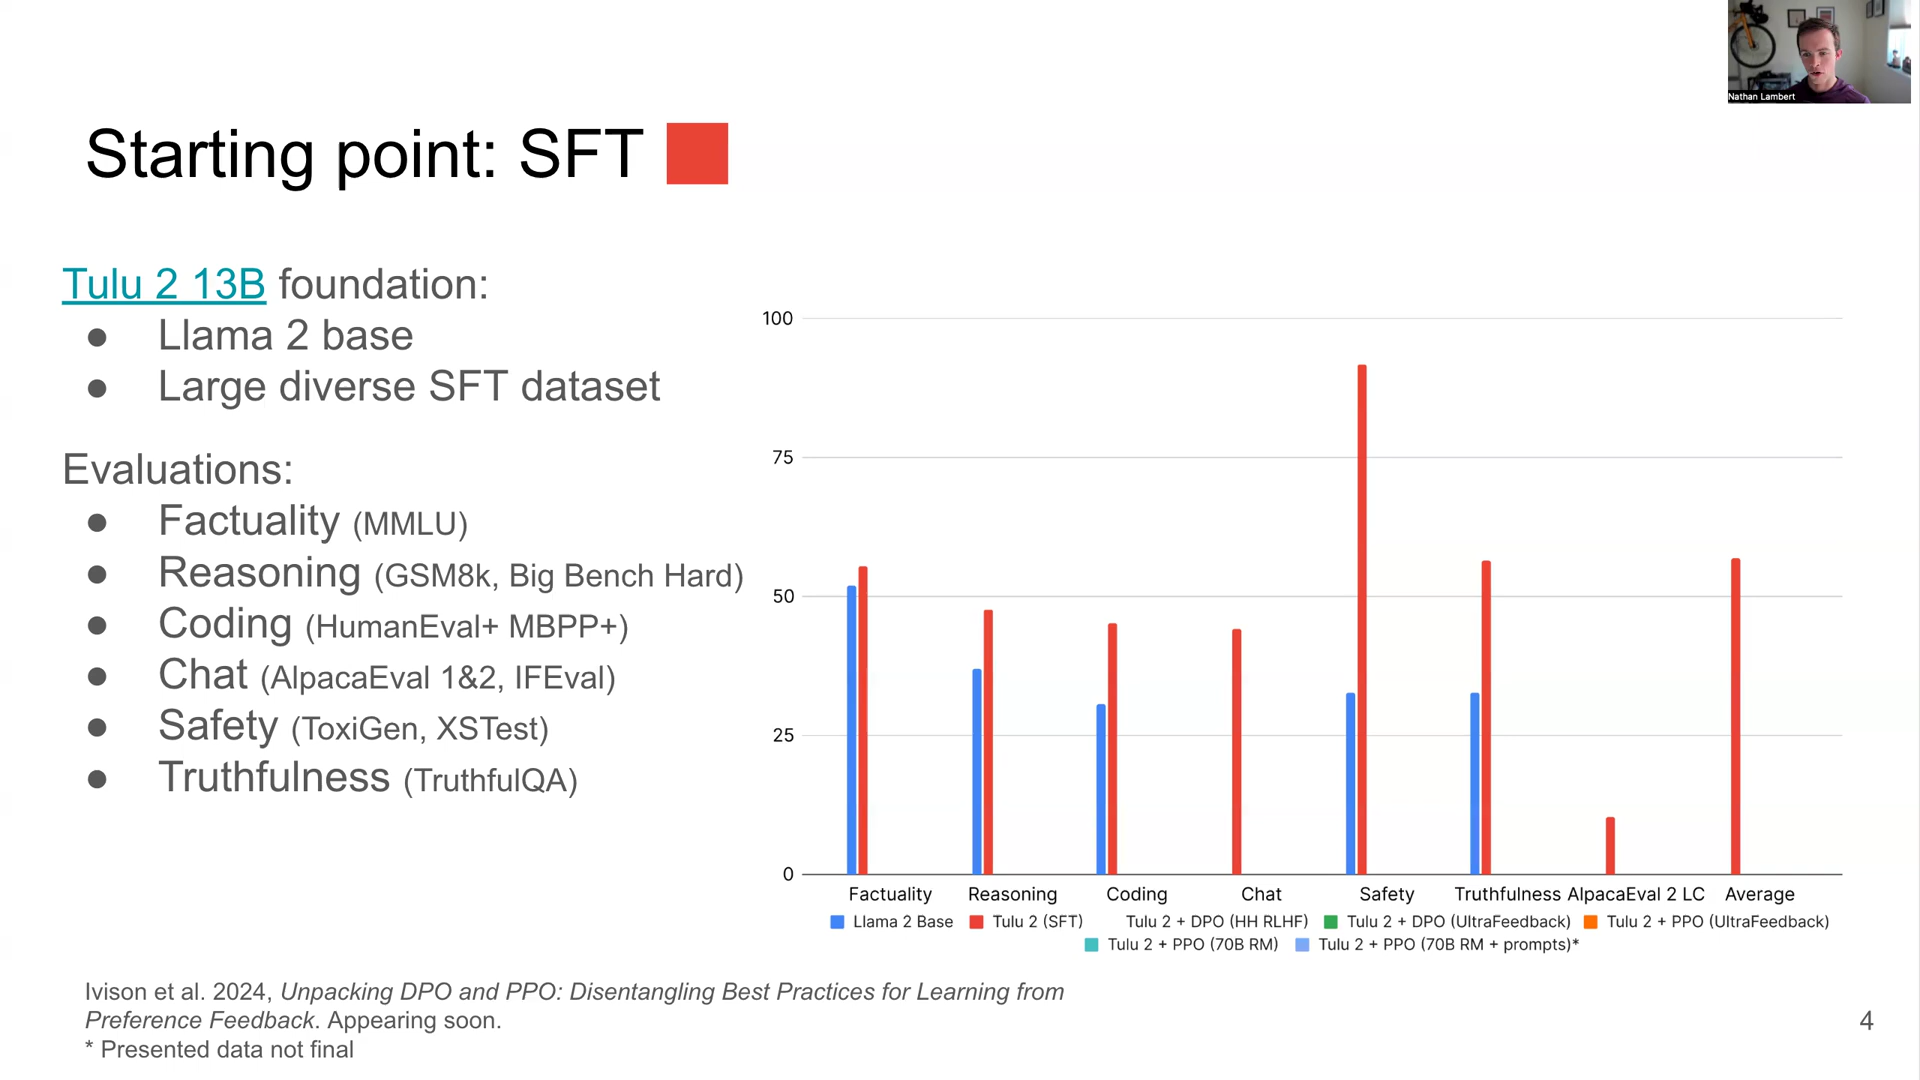 Nathan Lambert
Starting point: SFT
Tulu 2 13B foundation:
● Llama 2 base
● Large diverse SFT dataset
Evaluations:
● Factuality (MMLU)
● Reasoning (GSM8k, Big Bench Hard)
● Coding (HumanEval+ MBPP+)
● Chat (AlpacaEval 1&2, IFEval)
● Safety (ToxiGen, XSTest)
● Truthfulness (TruthfulQA)
100
75
50
25
0
Factuality Reasoning Coding Chat Safety Truthfulness AlpacaEval 2 LC Average
Llama 2 Base Tulu 2 (SFT) Tulu 2 + DPO (HH RLHF) Tulu 2 + DPO (UltraFeedback) Tulu 2 + PPO (UltraFeedback)
Tulu 2 + PPO (70B RM) Tulu 2 + PPO (70B RM + prompts)*
Ivison et al. 2024, Unpacking DPO and PPO: Disentangling Best Practices for Learning from
Preference Feedback. Appearing soon.
* Presented data not final
4